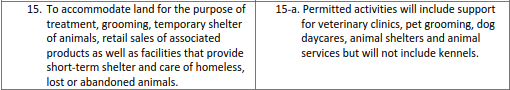 15. To accommodate land for the purpose of
treatment, grooming, temporary shelter
of animals, retail sales of associated
products as well as facilities that provide
short-term shelter and care of homeless,
lost or abandoned animals.
15-a. Permitted activities will include support
for veterinary clinics, pet grooming, dog
daycares, animal shelters and animal
services but will not include kennels.